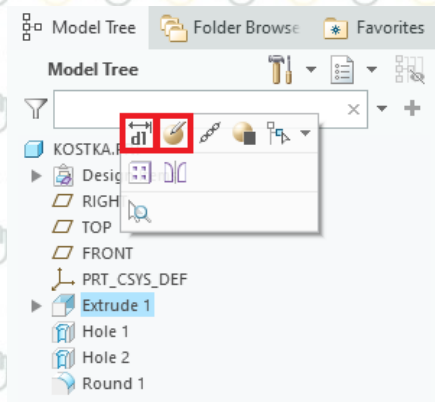 Model Tree Folder Browse Favorites
Model Tree
d1
KOSTKA.P
Desig
RIGH
TOP
FRONT
PRT_CSYS_DEF
Extrude 1
Hole 1
Hole 2
Round 1